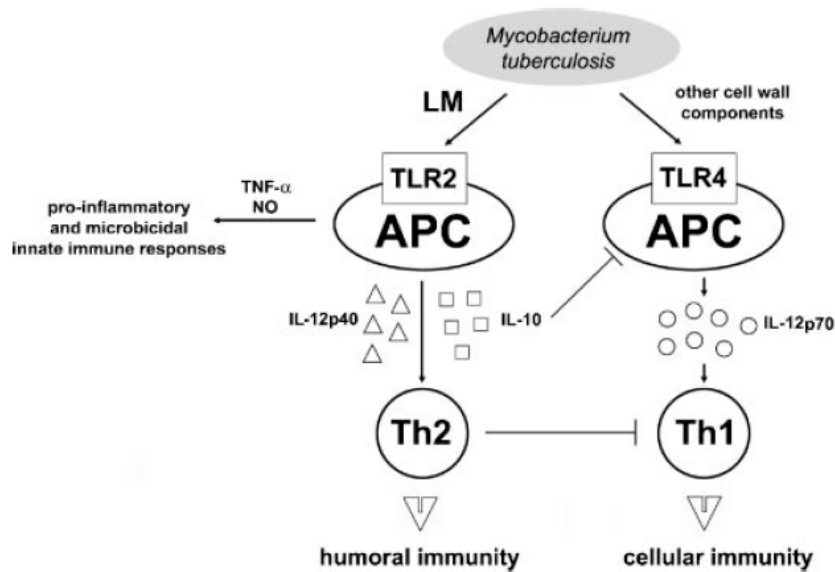 Mycobacterium
tuberculosis
LM
other cell wall
components
TLR2
APC
TLR4
APC
TNF-α
NO
pro-inflammatory
and microbicidal
innate immune responses
IL-12p40
IL-10
IL-12p70
Th2
Th1
humoral immunity
cellular immunity